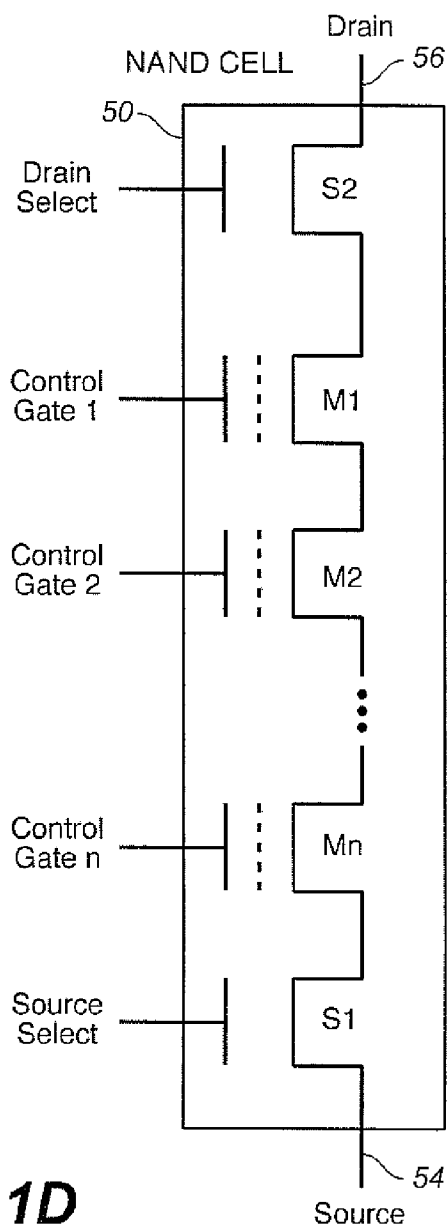 Drain
NAND CELL
56
50
Drain
Select
S2
Control
Gate 1
M1
Control
Gate 2
M2
Control
Gate n
Mn
Source
Select
S1
54
1D
Source